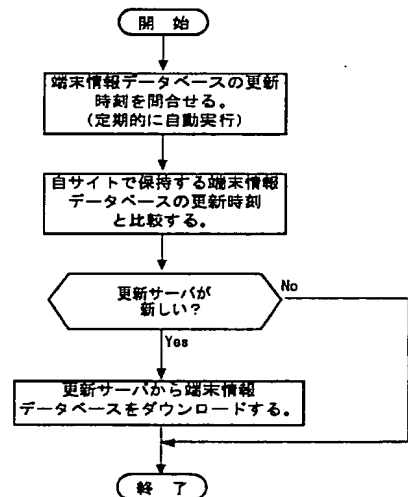 開 始
端末情報データベースの更新
時刻を問合せる。
(定期的に自動実行)
自サイトで保持する端末情報
データベースの更新時刻
と比較する。
更新サーバが
新しい?
No
Yes
更新サーバから端末情報
データベースをダウンロードする。
終 了